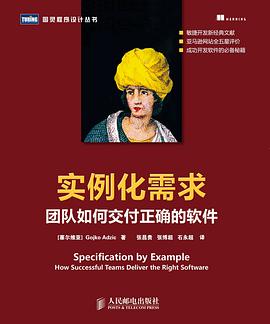 TURING
图灵程序设计丛书
MANNING
敏捷开发新经典文献
亚马逊网站全五星评价
成功开发软件的必备秘籍
实例化需求
团队如何交付正确的软件
[塞尔维亚] Gojko Adzic 著 张昌贵 张博超 石永超 译
Specification by Example
How Successful Teams Deliver the Right Software
人民邮电出版社
POSTS & TELECOM PRESS